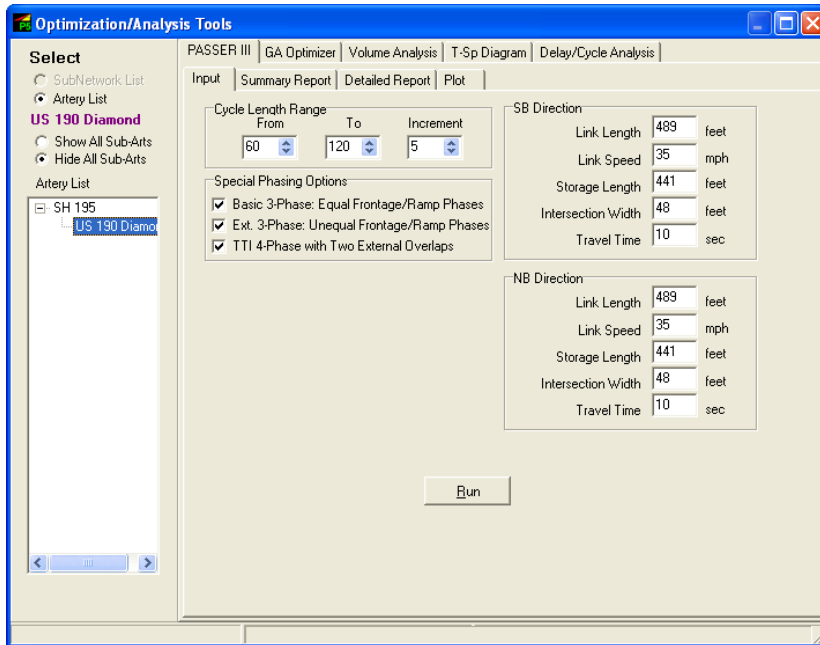 Optimization/Analysis Tools
Select
SubNetwork List
Artery List
US 190 Diamond
Show All Sub-Arts
Hide All Sub-Arts
Artery List
SH 195
US 190 Diamo
PASSER III GA Optimizer Volume Analysis T-Sp Diagram Delay/Cycle Analysis
Input Summary Report Detailed Report Plot
Cycle Length Range
From To Increment
60 120 5
Special Phasing Options
Basic 3-Phase: Equal Frontage/Ramp Phases
Ext. 3-Phase: Unequal Frontage/Ramp Phases
TTI 4-Phase with Two External Overlaps
SB Direction
Link Length 489 feet
Link Speed 35 mph
Storage Length 441 feet
Intersection Width 48 feet
Travel Time 10 sec
NB Direction
Link Length 489 feet
Link Speed 35 mph
Storage Length 441 feet
Intersection Width 48 feet
Travel Time 10 sec
Run